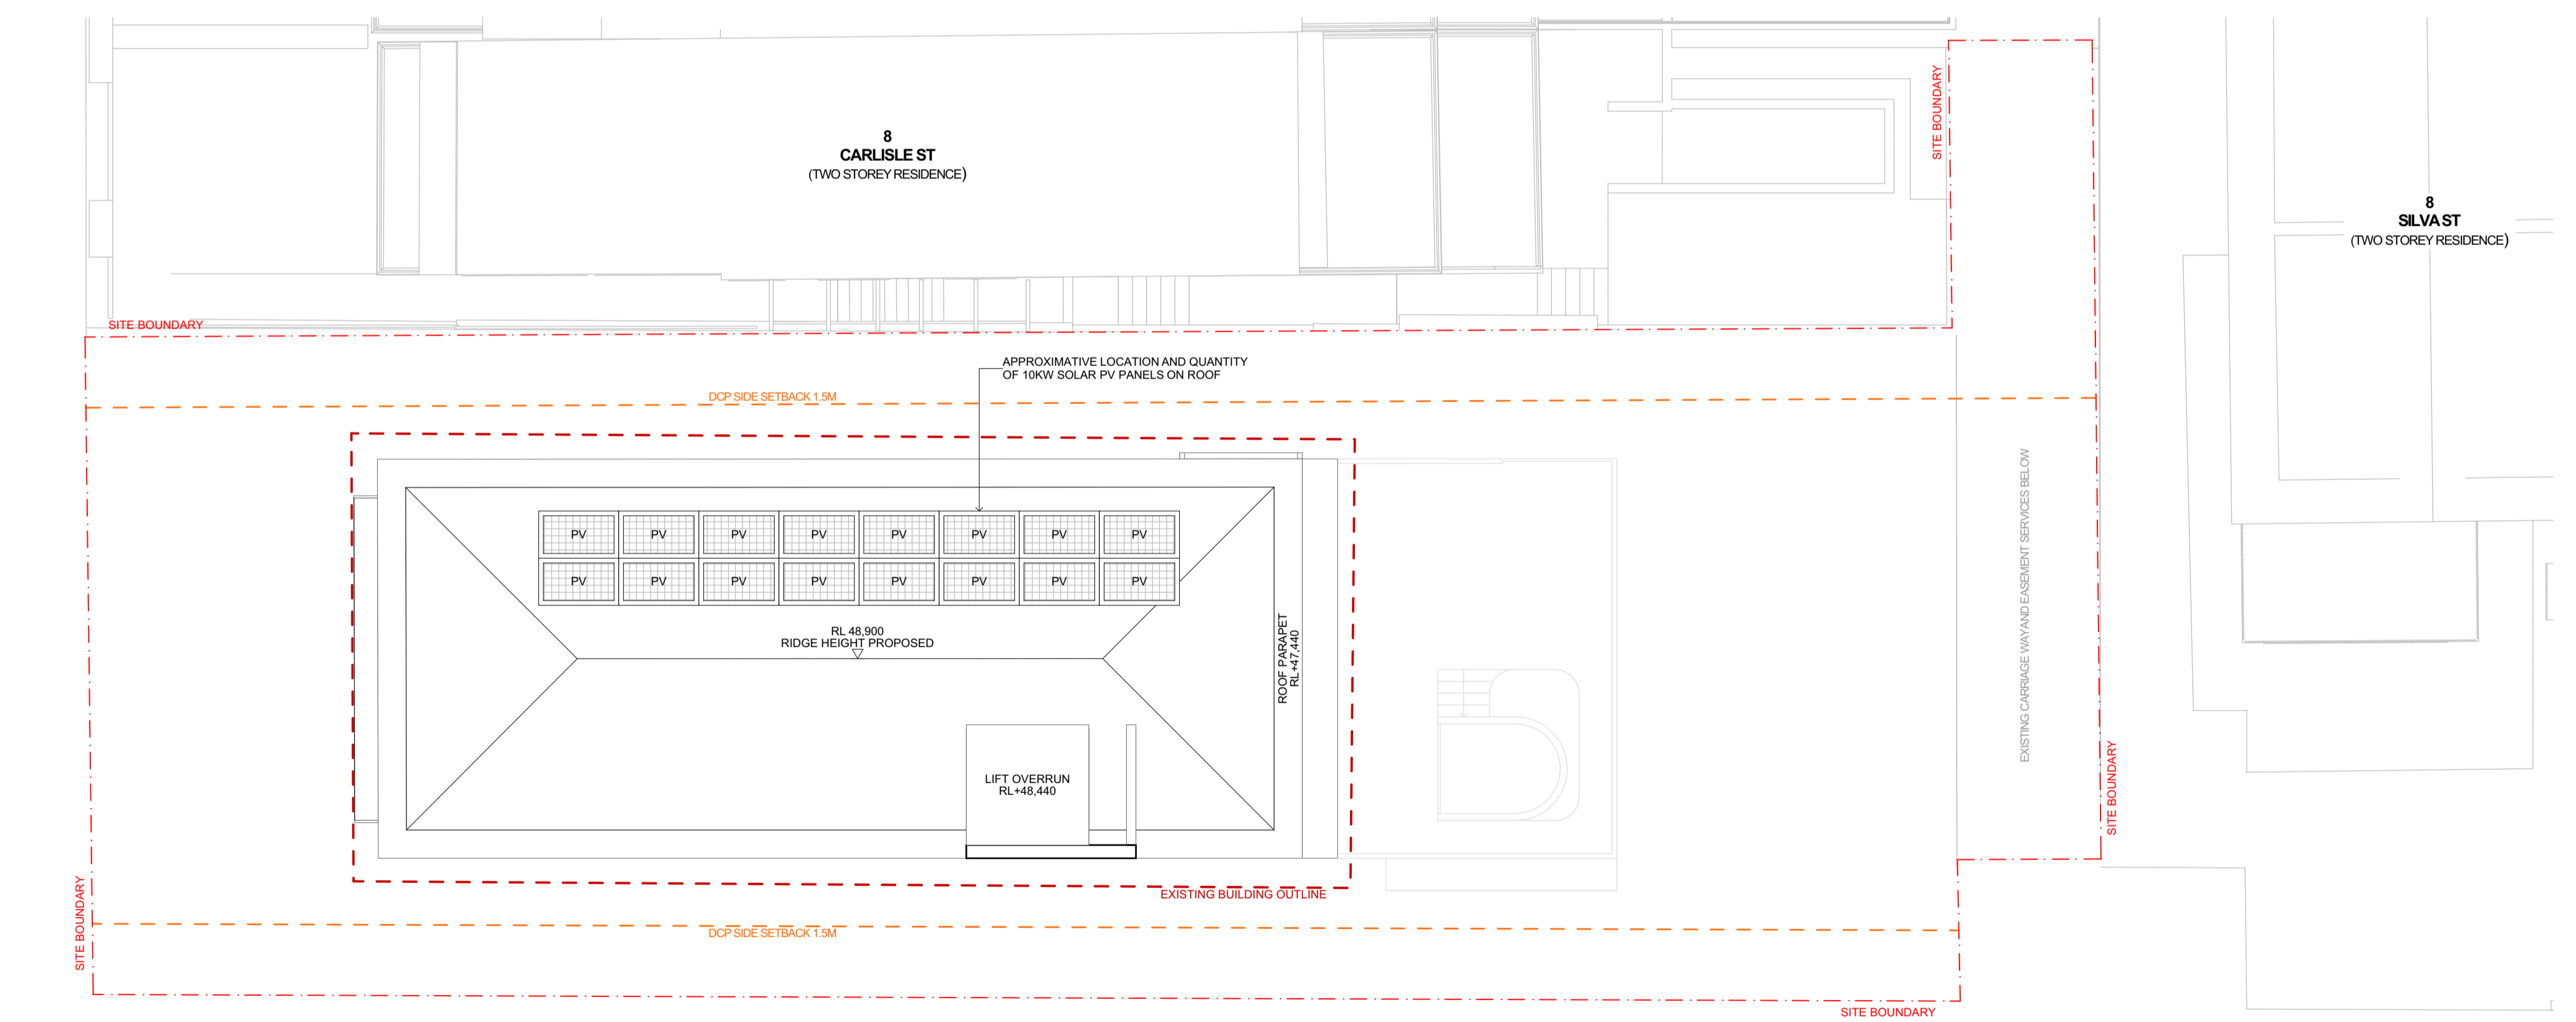 8
CARLISLE ST
(TWO STOREY RESIDENCE)
SITE BOUNDARY
8
SILVA ST
(TWO STOREY RESIDENCE)
SITE BOUNDARY
APPROXIMATIVE LOCATION AND QUANTITY
OF 10KW SOLAR PV PANELS ON ROOF
DCP SIDE SETBACK 1.5M
PV PV PV PV PV PV PV PV
PV PV PV PV PV PV PV PV
RL 48,900
RIDGE HEIGHT PROPOSED
ROOF PARAPET
RL+47,440
EXISTING CARRIAGE WAY AND EASEMENT SERVICES BELOW
LIFT OVERRUN
RL+48,440
SITE BOUNDARY
EXISTING BUILDING OUTLINE
SITE BOUNDARY
DCP SIDE SETBACK 1.5M
SITE BOUNDARY